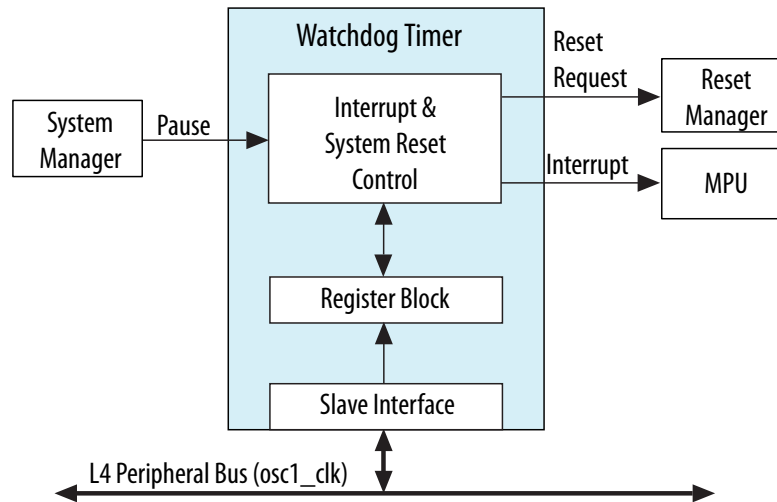 Watchdog Timer
Reset
Request
Reset
Manager
System
Manager
Pause
Interrupt &
System Reset
Control
Interrupt
MPU
Register Block
Slave Interface
L4 Peripheral Bus (osc1_clk)